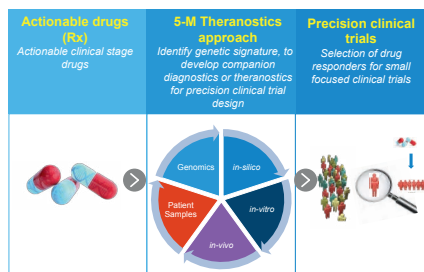 Actionable drugs
(Rx)
Actionable clinical stage
drugs
5-M Theranostics
approach
Identify genetic signature, to
develop companion
diagnostics or theranostics
for precision clinical trial
design
Precision clinical
trials
Selection of drug
responders for small
focused clinical trials
Genomics
in-silico
Patient
Samples
in-vitro
in-vivo